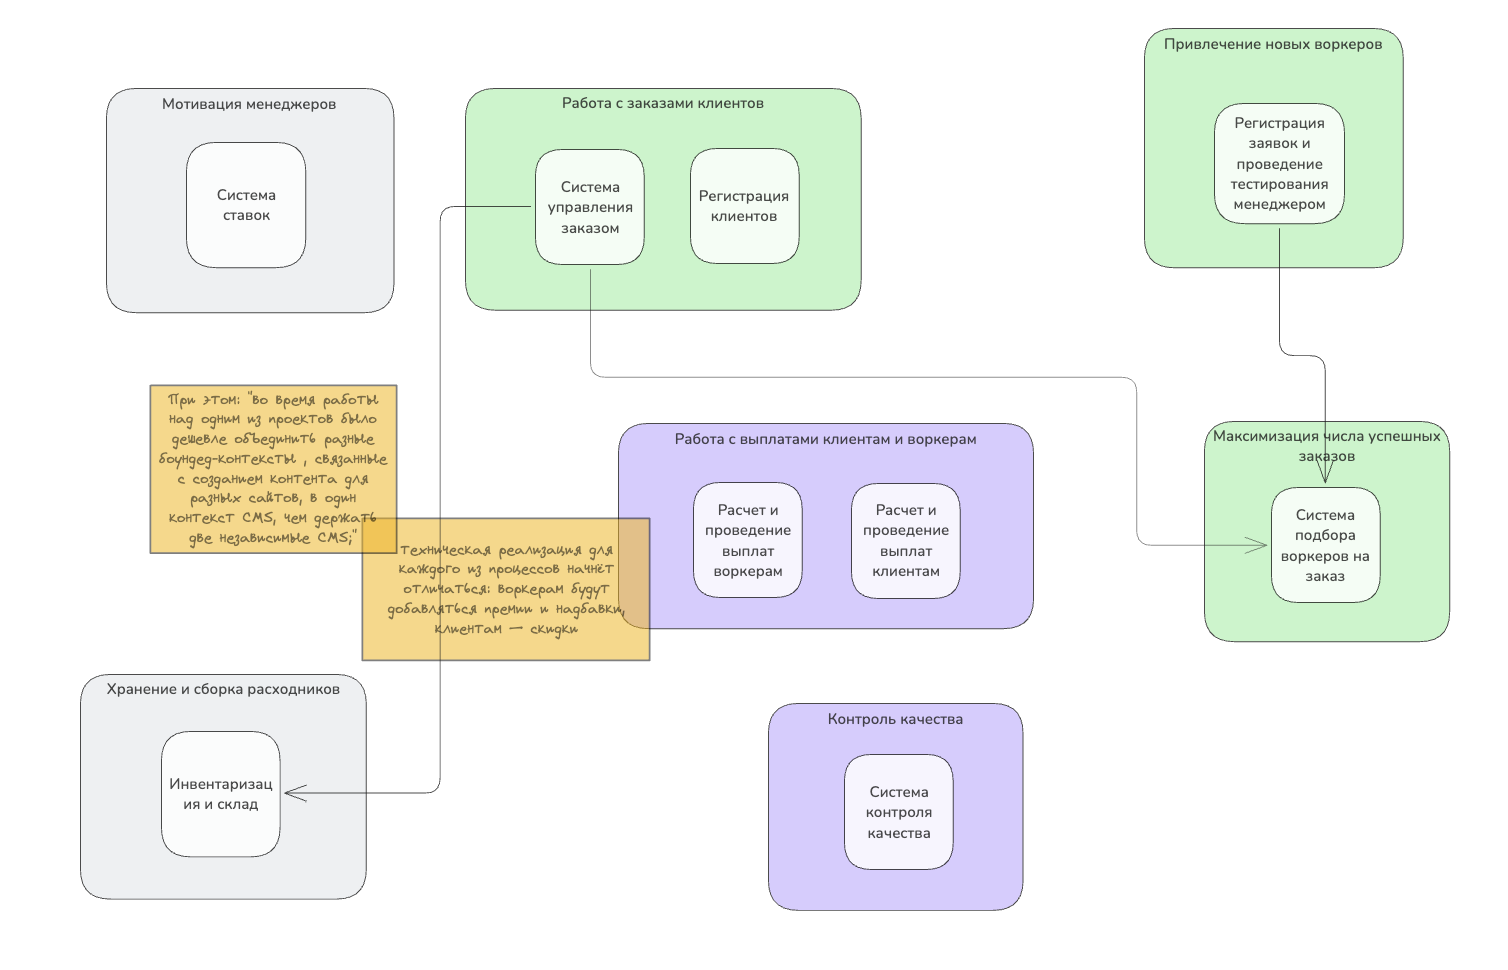 Привлечение новых воркеров
Мотивация менеджеров
Работа с заказами клиентов
Регистрация
заявок и
проведение
тестирования
менеджером
Система
ставок
Система
управления
заказом
Регистрация
клиентов
При этом: "во время работы
над одним из проектов было
дешевле объединить разные
боундед-контексты , связанные
с созданием контента для
разных сайтов, в один
контекст CMS, чем держать
две независимые CMS;"
Работа с выплатами клиентам и воркерам
Максимизация числа успешных
заказов
Расчет и
проведение
выплат
воркерам
Расчет и
проведение
выплат
клиентам
Система
подбора
воркеров на
заказ
Техническая реализация для
каждого из процессов начнёт
отличаться: воркерам будут
добавляться премии и надбавки,
клиентам — скидки
Хранение и сборка расходников
Контроль качества
Инвентаризац
ия и склад
Система
контроля
качества